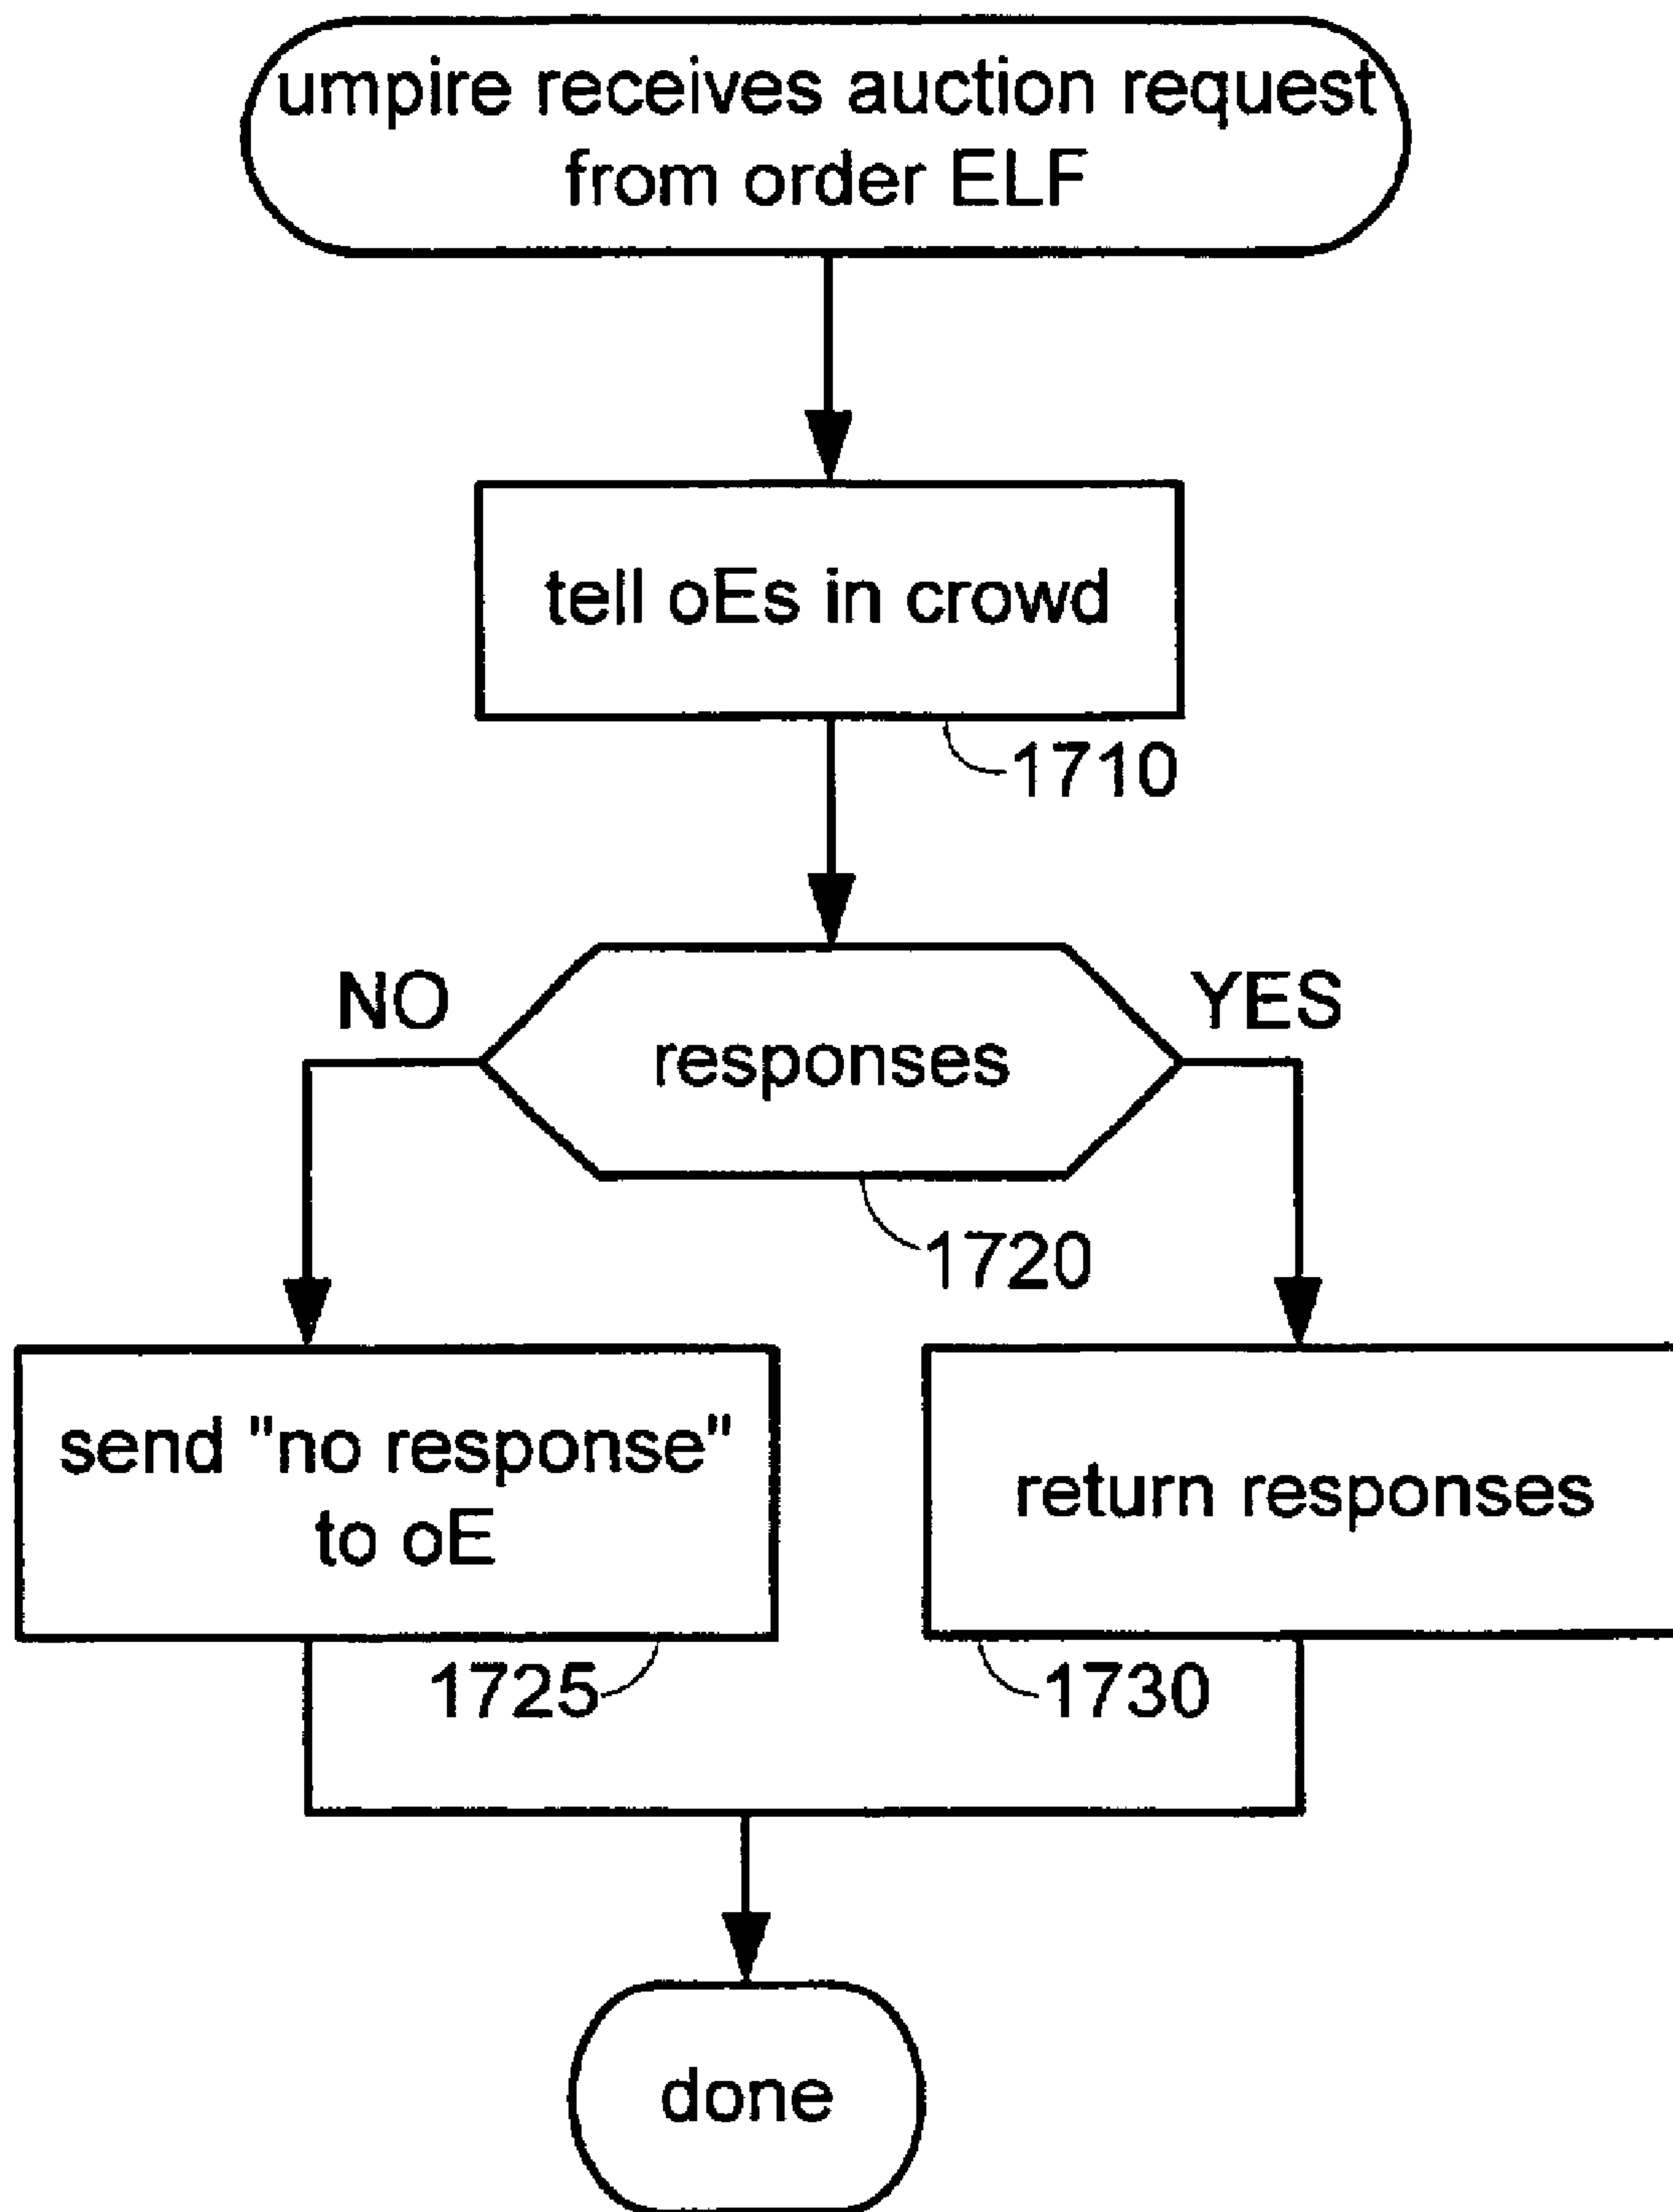 umpire receives auction request
from order ELF
tell oEs in crowd
1710
NO
YES
responses
1720
send "no response"
to oE
return responses
1725
1730
done